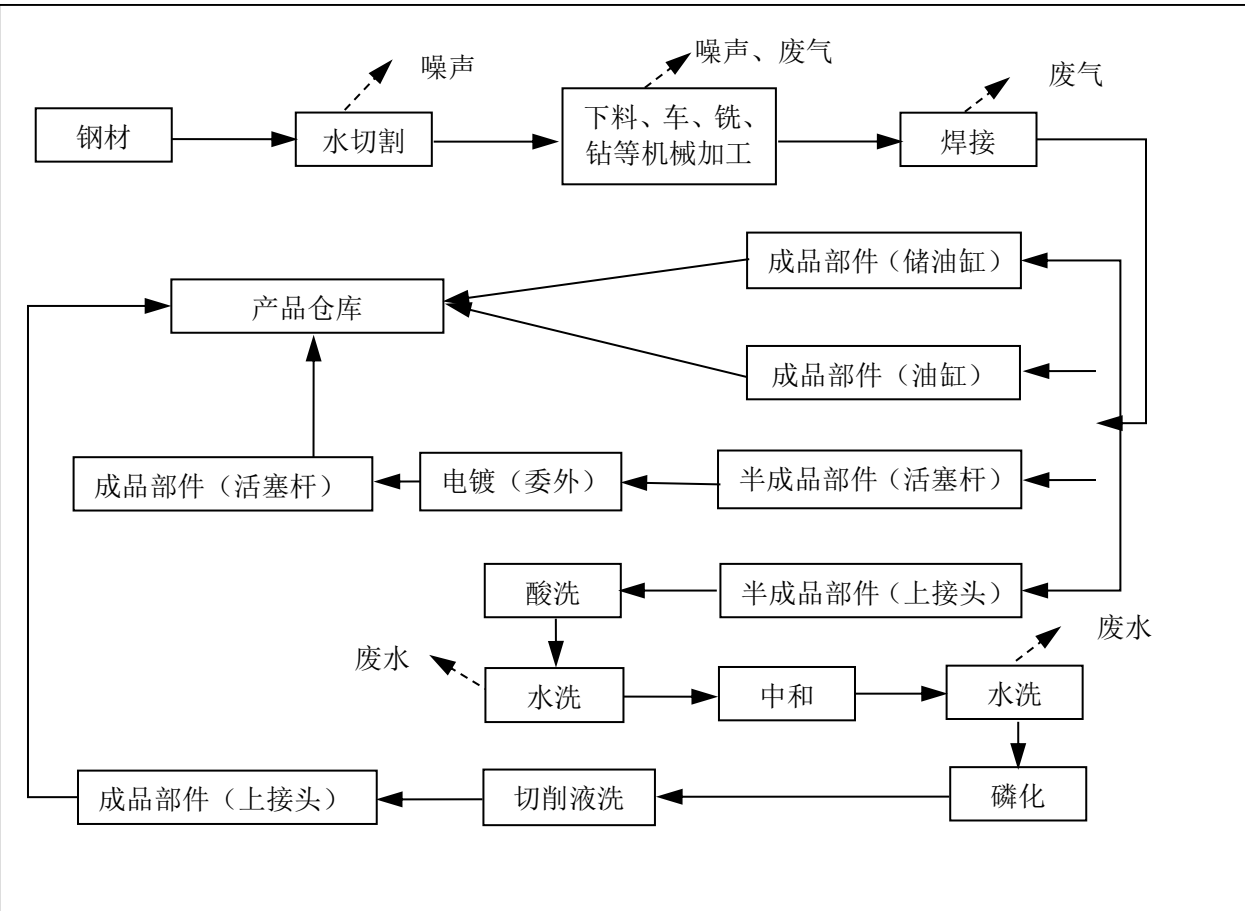 噪声
噪声、废气
废气
钢材
水切割
下料、车、铣、
钻等机械加工
焊接
成品部件（储油缸）
产品仓库
成品部件（油缸）
成品部件（活塞杆）
电镀（委外）
半成品部件（活塞杆）
酸洗
半成品部件（上接头）
废水
废水
水洗
中和
水洗
成品部件（上接头）
切削液洗
磷化